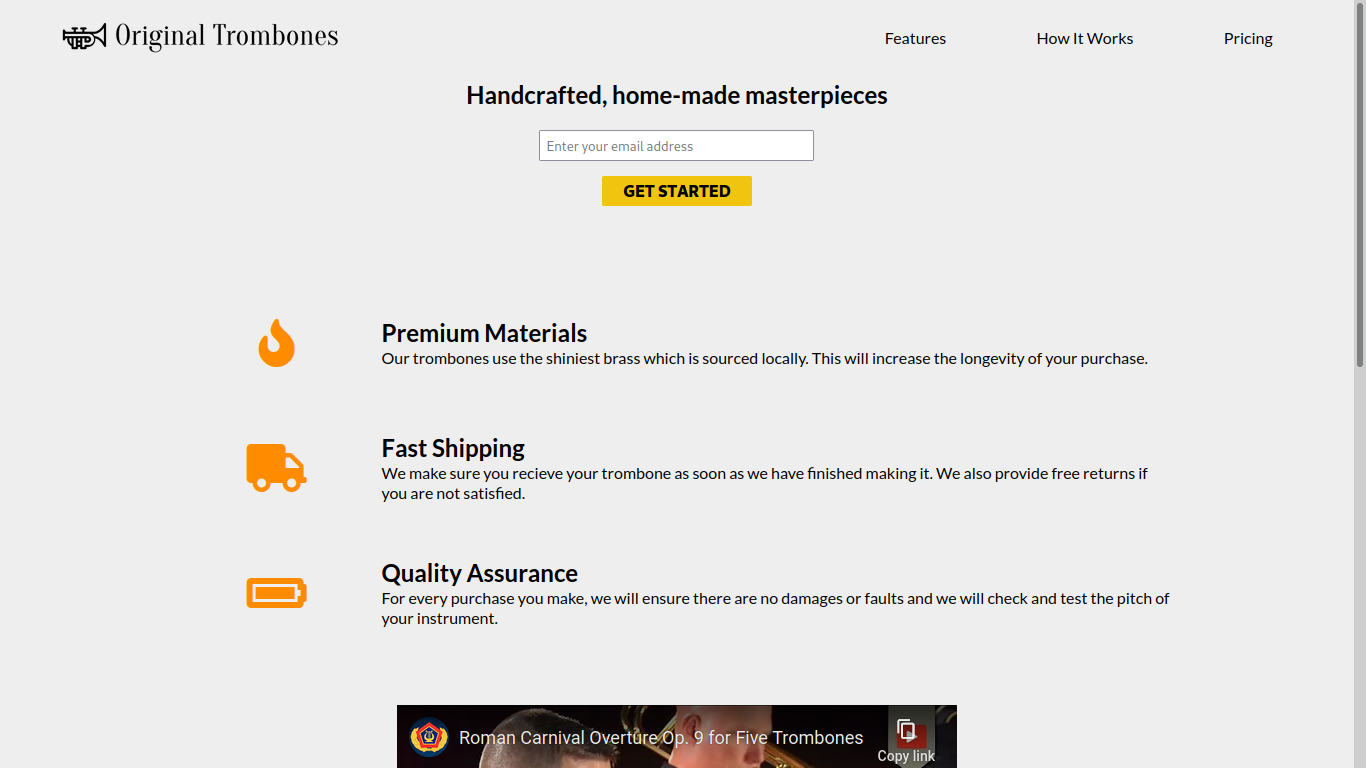 Original Trombones
Features
How It Works
Pricing
Handcrafted, home-made masterpieces
Enter your email address
GET STARTED
Premium Materials
Our trombones use the shiniest brass which is sourced locally. This will increase the longevity of your purchase.
Fast Shipping
We make sure you recieve your trombone as soon as we have finished making it. We also provide free returns if
you are not satisfied.
Quality Assurance
For every purchase you make, we will ensure there are no damages or faults and we will check and test the pitch of
your instrument.
Roman Carnival Overture Op. 9 for Five Trombones
Copy link